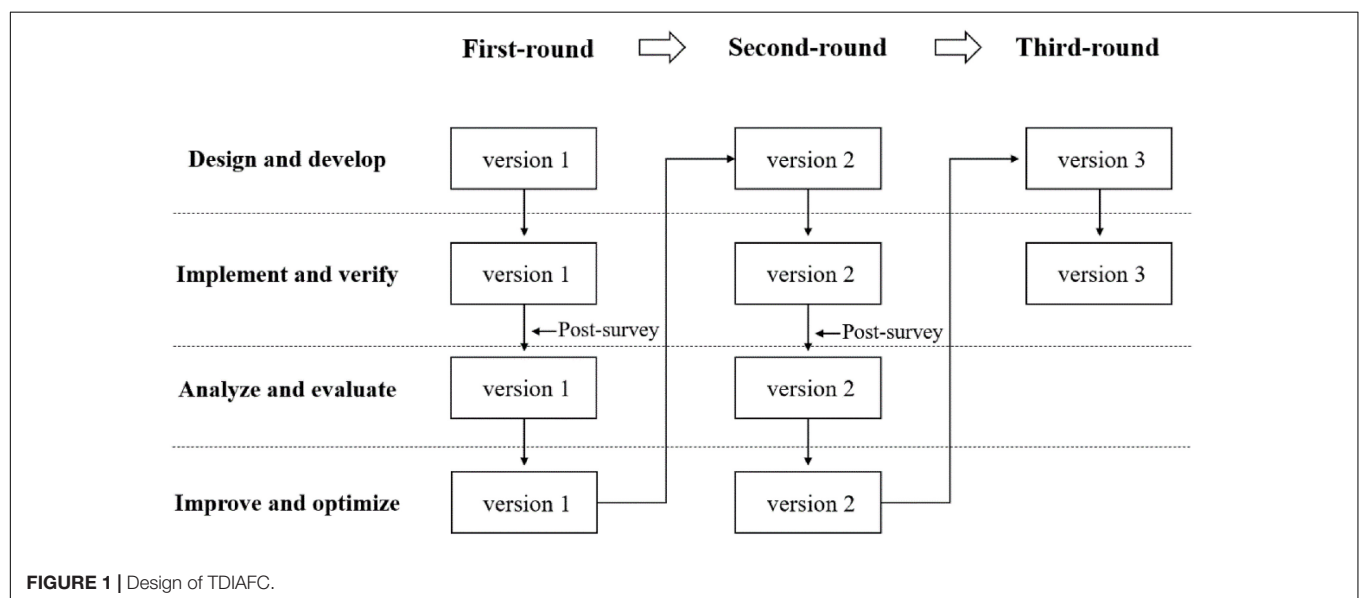 First-round Second-round Third-round
Design and develop version 1 version 2 version 3
Implement and verify version 1 version 2 version 3
Post-survey Post-survey
Analyze and evaluate version 1 version 2
Improve and optimize version 1 version 2
FIGURE 1 | Design of TDIAFC.